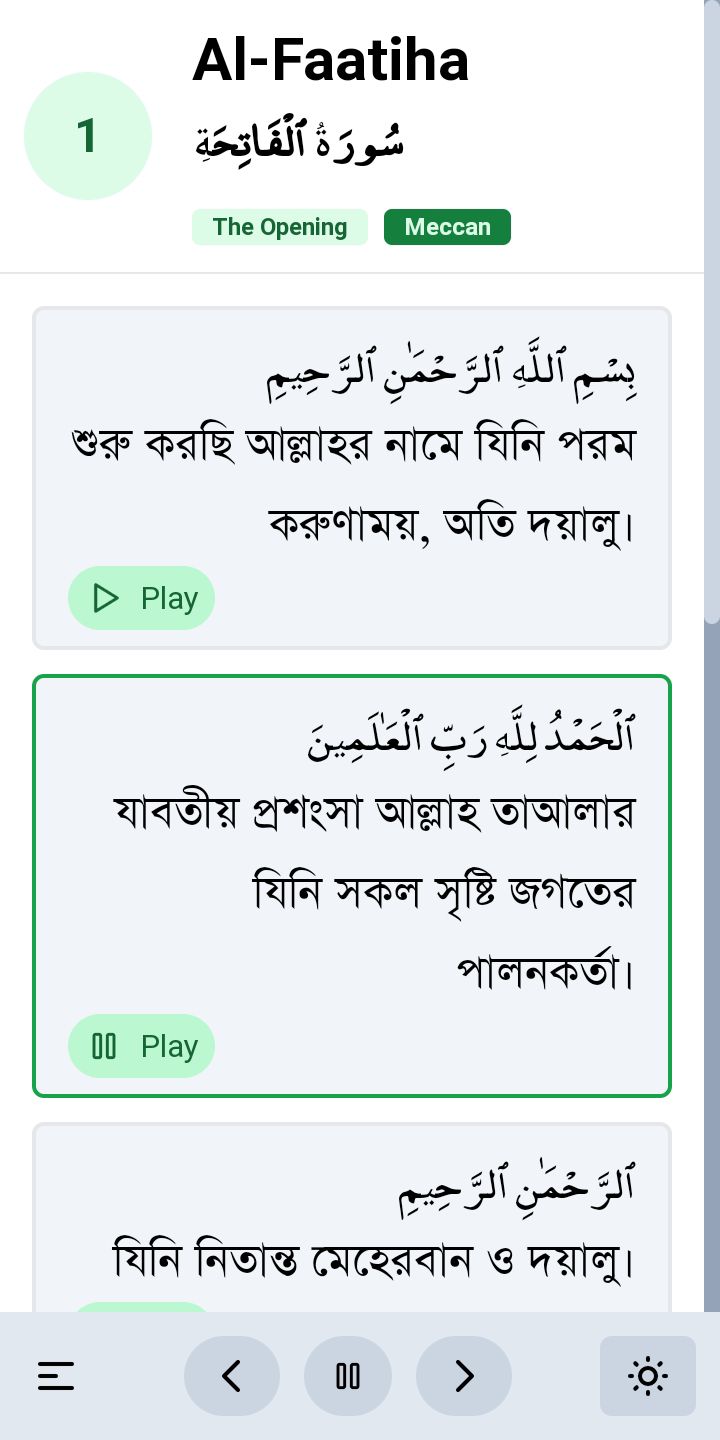 Al-Faatiha
1
سُورَةُ ٱلْفَاتِحَةِ
The Opening Meccan
بِسْمِ ٱللَّهِ ٱلرَّحْمَٰنِ ٱلرَّحِيمِ
শুরু করছি আল্লাহর নামে যিনি পরম
করুণাময়, অতি দয়ালু।
Play
ٱلْحَمْدُ لِلَّهِ رَبِّ ٱلْعَٰلَمِينَ
যাবতীয় প্রশংসা আল্লাহ তাআলার
যিনি সকল সৃষ্টি জগতের
পালনকর্তা।
Play
ٱلرَّحْمَٰنِ ٱلرَّحِيمِ
যিনি নিতান্ত মেহেরবান ও দয়ালু।